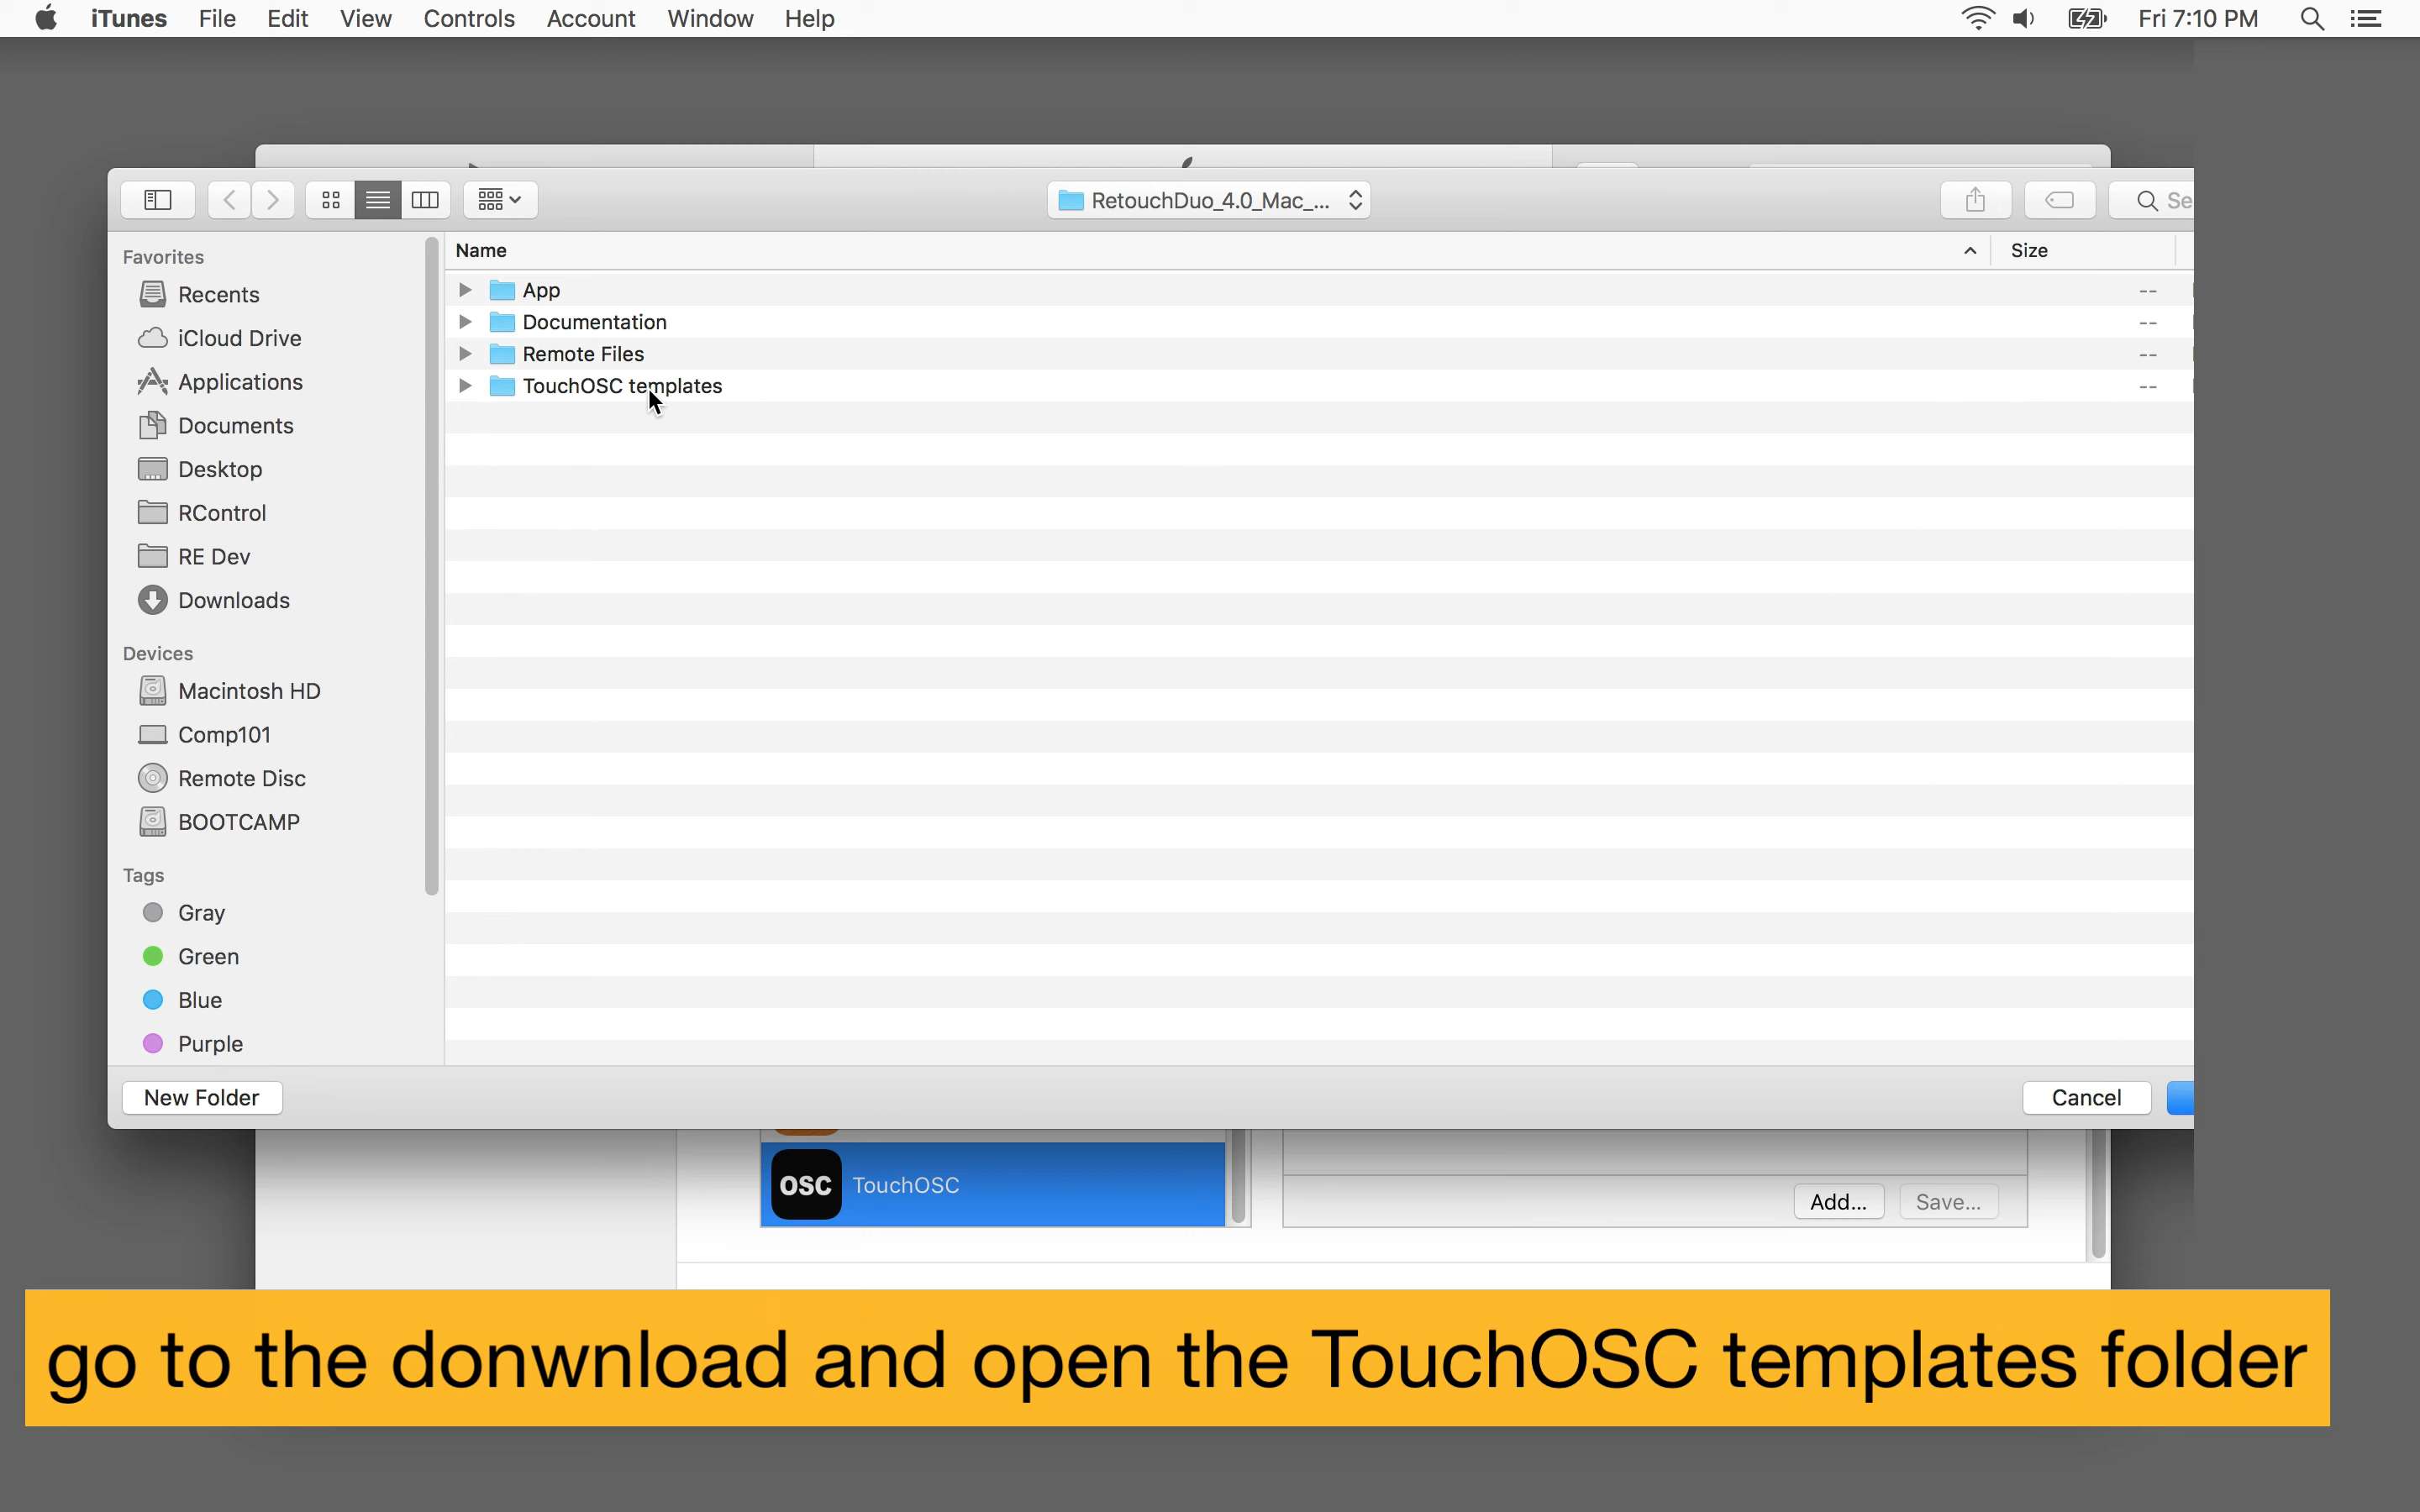 iTunes File Edit View Controls Account Window Help Fri 7:10 PM
RetouchDuo_4.0_Mac_... Se
Favorites
Recents
iCloud Drive
Applications
Documents
Desktop
RControl
RE Dev
Downloads
Devices
Macintosh HD
Comp101
Remote Disc
BOOTCAMP
Tags
Gray
Green
Blue
Purple
Name Size
App --
Documentation --
Remote Files --
TouchOSC templates --
New Folder Cancel
OSC TouchOSC
Add... Save...
go to the donwnload and open the TouchOSC templates folder